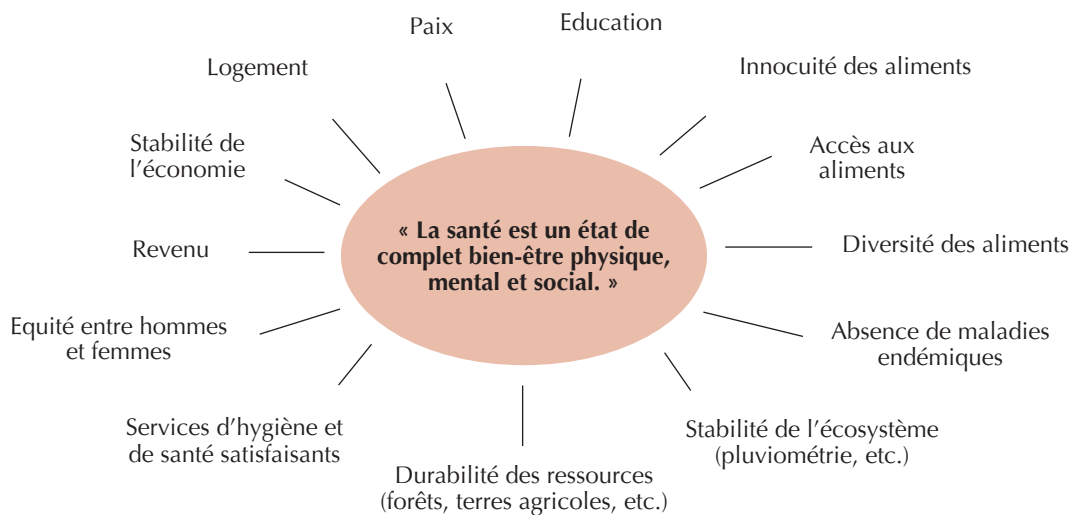 Paix
Education
Logement
Innocuité des aliments
Stabilité de
l'économie
Accès aux
aliments
« La santé est un état de
complet bien-être physique,
mental et social. »
Revenu
Diversité des aliments
Equité entre hommes
et femmes
Absence de maladies
endémiques
Services d'hygiène et
de santé satisfaisants
Stabilité de l'écosystème
(pluviométrie, etc.)
Durabilité des ressources
(forêts, terres agricoles, etc.)